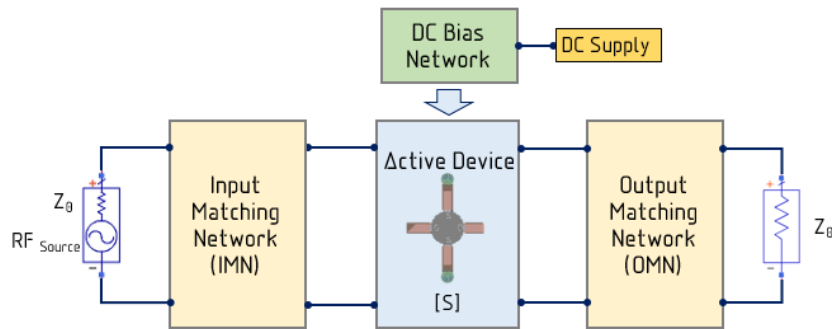 DC Bias
Network
DC Supply
Active Device
[S]
Input
Matching
Network
(IMN)
Output
Matching
Network
(OMN)
+
Z0
RF Source
-
+
Z0
-